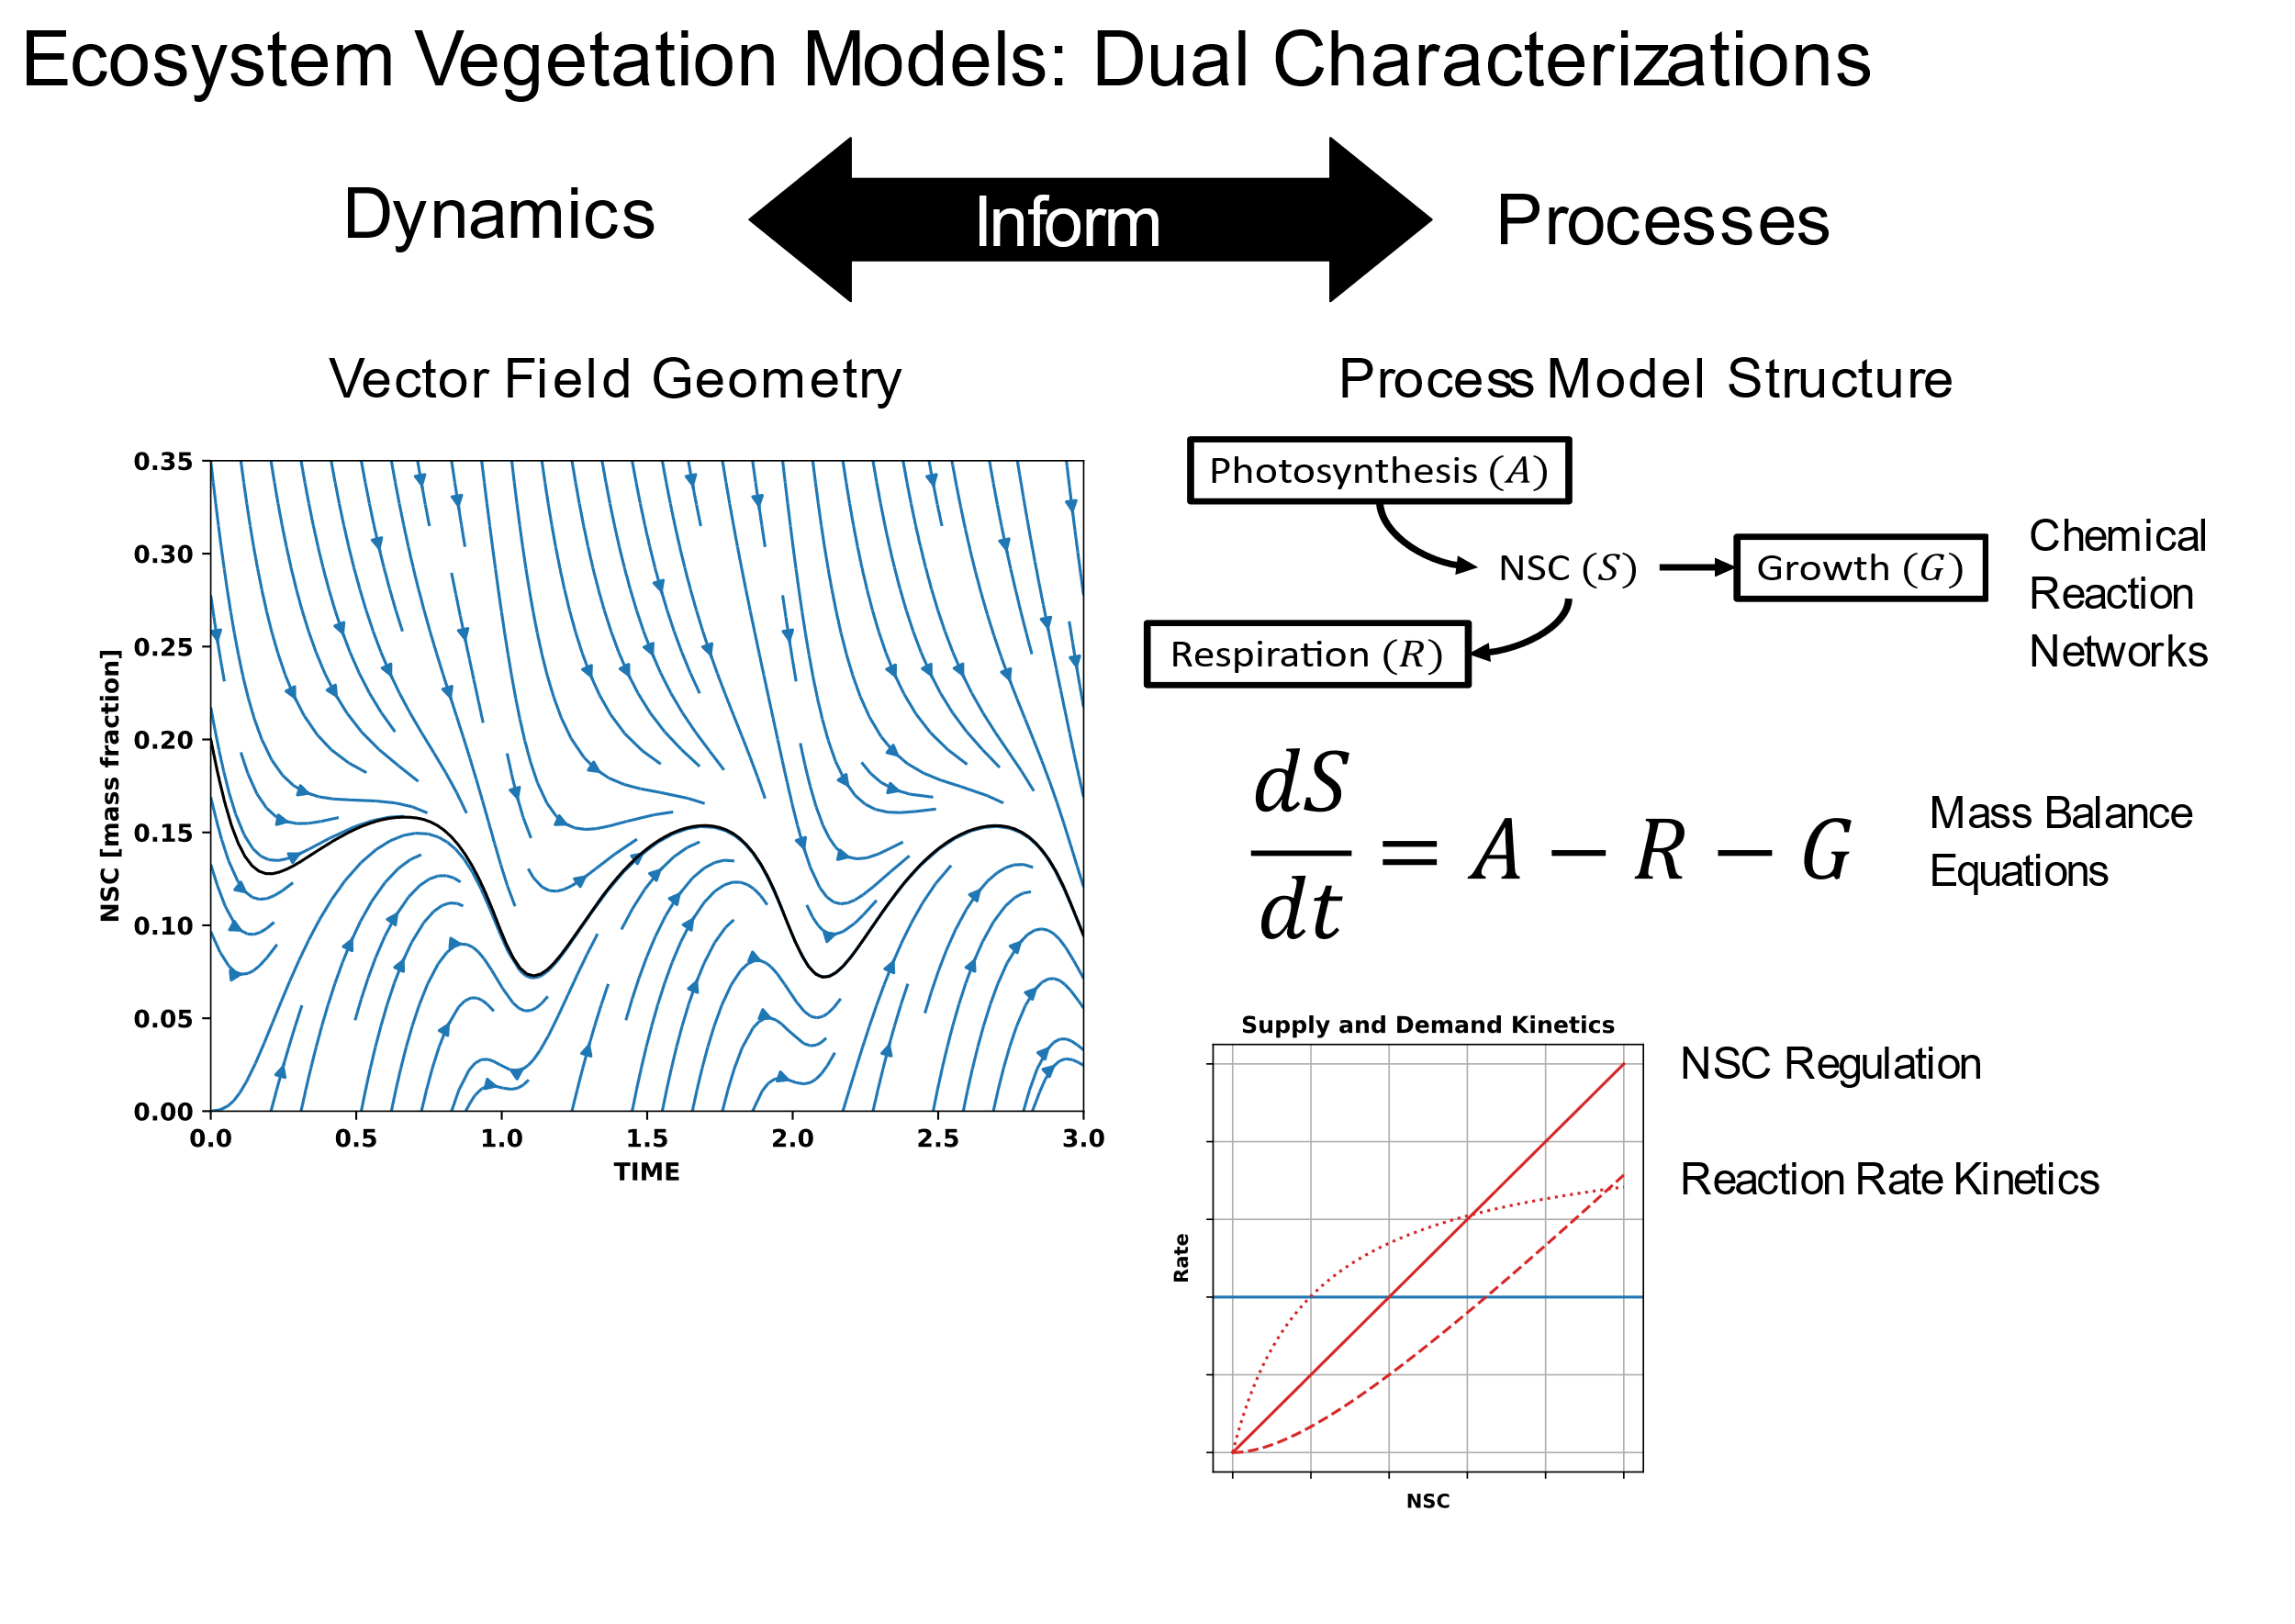 Ecosystem Vegetation Models: Dual Characterizations
Dynamics
Inform
Processes
Vector Field Geometry
NSC [mass fraction]
0.35
0.30
0.25
0.20
0.15
0.10
0.05
0.00
0.0 0.5 1.0 1.5 2.0 2.5 3.0
TIME
Process Model Structure
Photosynthesis (A)
NSC (S)
Growth (G)
Respiration (R)
Chemical
Reaction
Networks
dS/dt = A − R − G
Mass Balance
Equations
Supply and Demand Kinetics
Rate
NSC
NSC Regulation
Reaction Rate Kinetics